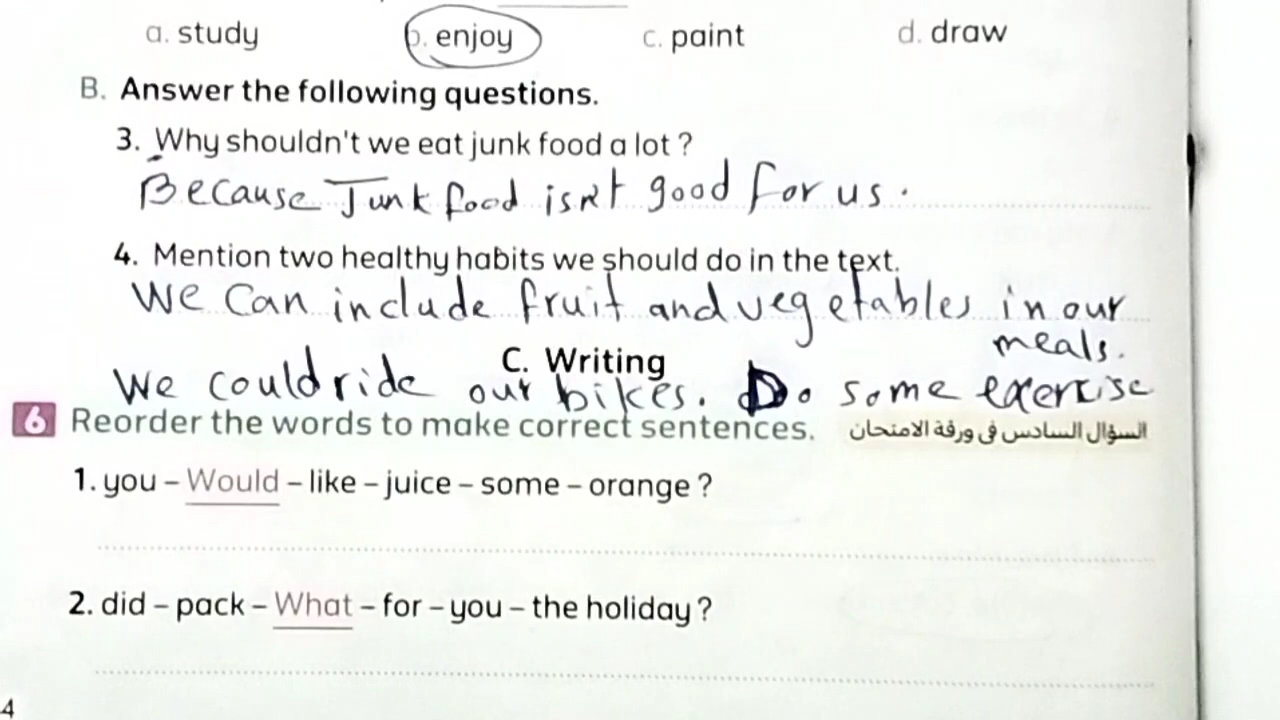 a. study b. enjoy c. paint d. draw
B. Answer the following questions.
3. Why shouldn't we eat junk food a lot ?
Because Junk food isn't good for us.
4. Mention two healthy habits we should do in the text.
We can include fruit and vegetables in our
meals.
C. Writing
We could ride our bikes. Do some exercise
6 Reorder the words to make correct sentences. السؤال السادس فى ورقة الامتحان
1. you – Would – like – juice – some – orange ?
2. did – pack – What – for – you – the holiday ?
4